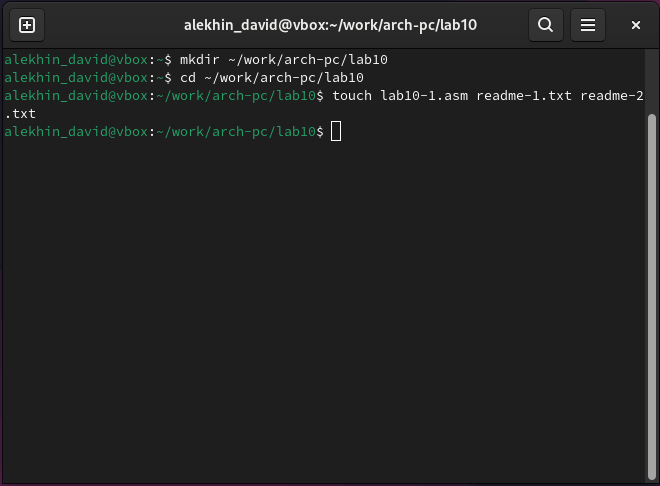 alekhin_david@vbox:~/work/arch-pc/lab10
alekhin_david@vbox:~$ mkdir ~/work/arch-pc/lab10
alekhin_david@vbox:~$ cd ~/work/arch-pc/lab10
alekhin_david@vbox:~/work/arch-pc/lab10$ touch lab10-1.asm readme-1.txt readme-2
.txt
alekhin_david@vbox:~/work/arch-pc/lab10$